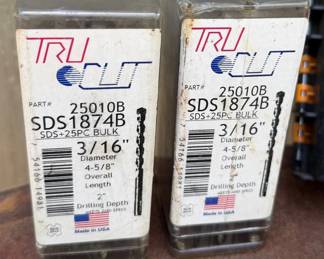 TRU
CUT
PART#
25010B
SDS1874B
SDS+25PC BULK
3/16"
Diameter
4-5/8"
Overall
Length
2"
Drilling Depth
Made in USA
TRU
CUT
PART#
25010B
SDS1874B
SDS+25PC BULK
3/16"
Diameter
4-5/8"
Overall
Length
Drilling Depth
Made in USA